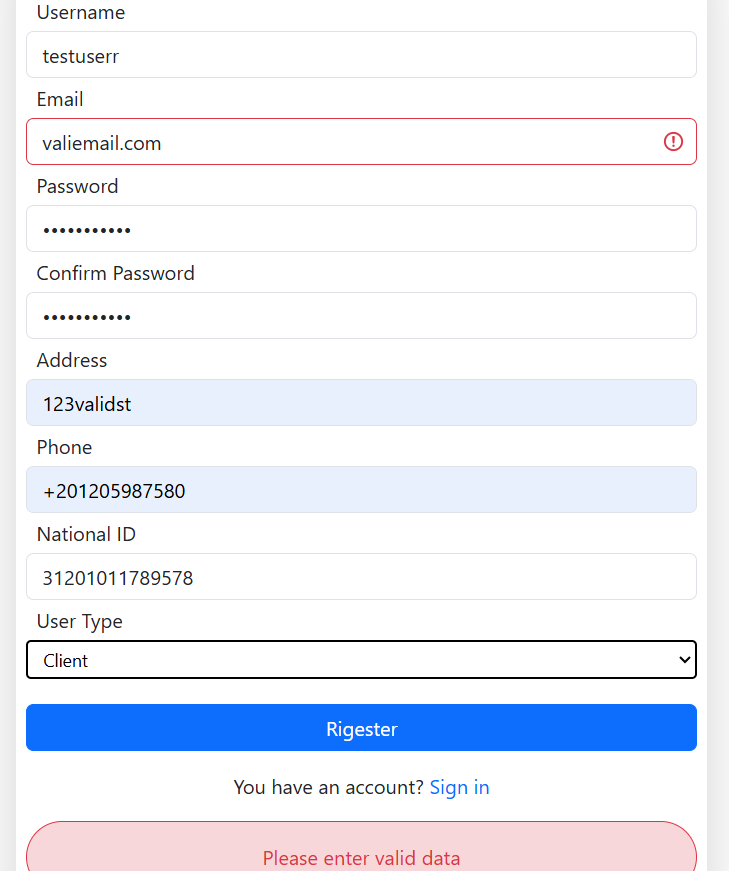 Username
testuserr
Email
valiemail.com
Password
•••••••••••
Confirm Password
•••••••••••
Address
123validst
Phone
+201205987580
National ID
31201011789578
User Type
Client
Rigester
You have an account? Sign in
Please enter valid data